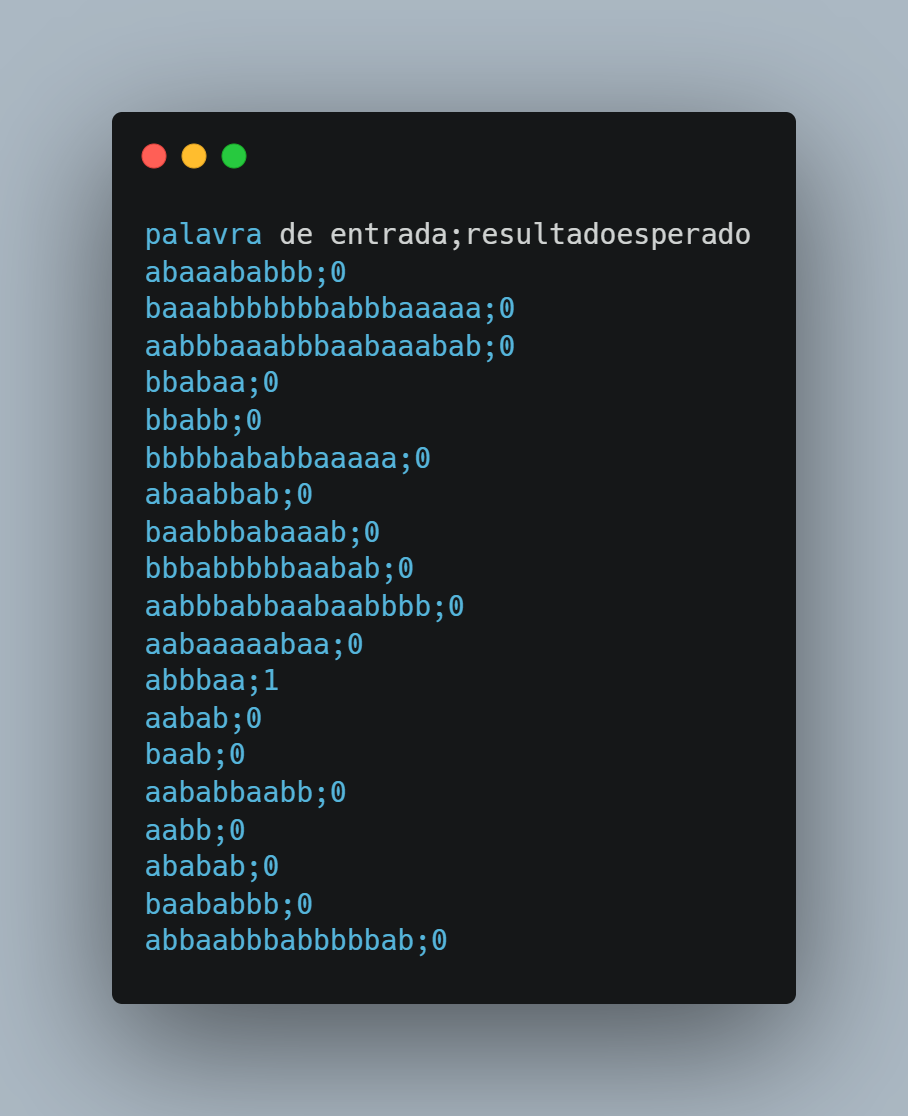 palavra de entrada;resultadoesperado
abaaababbb;0
baaabbbbbbbabbbaaaaa;0
aabbbaaabbbaabaaabab;0
bbabaa;0
bbabb;0
bbbbbababbaaaaa;0
abaabbab;0
baabbbabaaab;0
bbbabbbbbaabab;0
aabbbabbaabaabbbb;0
aabaaaaabaa;0
abbbaa;1
aabab;0
baab;0
aababbaabb;0
aabb;0
ababab;0
baababbb;0
abbaabbbabbbbbab;0